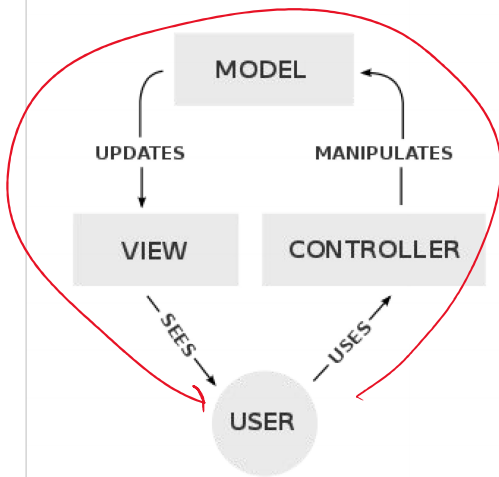 MODEL
UPDATES
MANIPULATES
VIEW
CONTROLLER
SEES
USES
USER